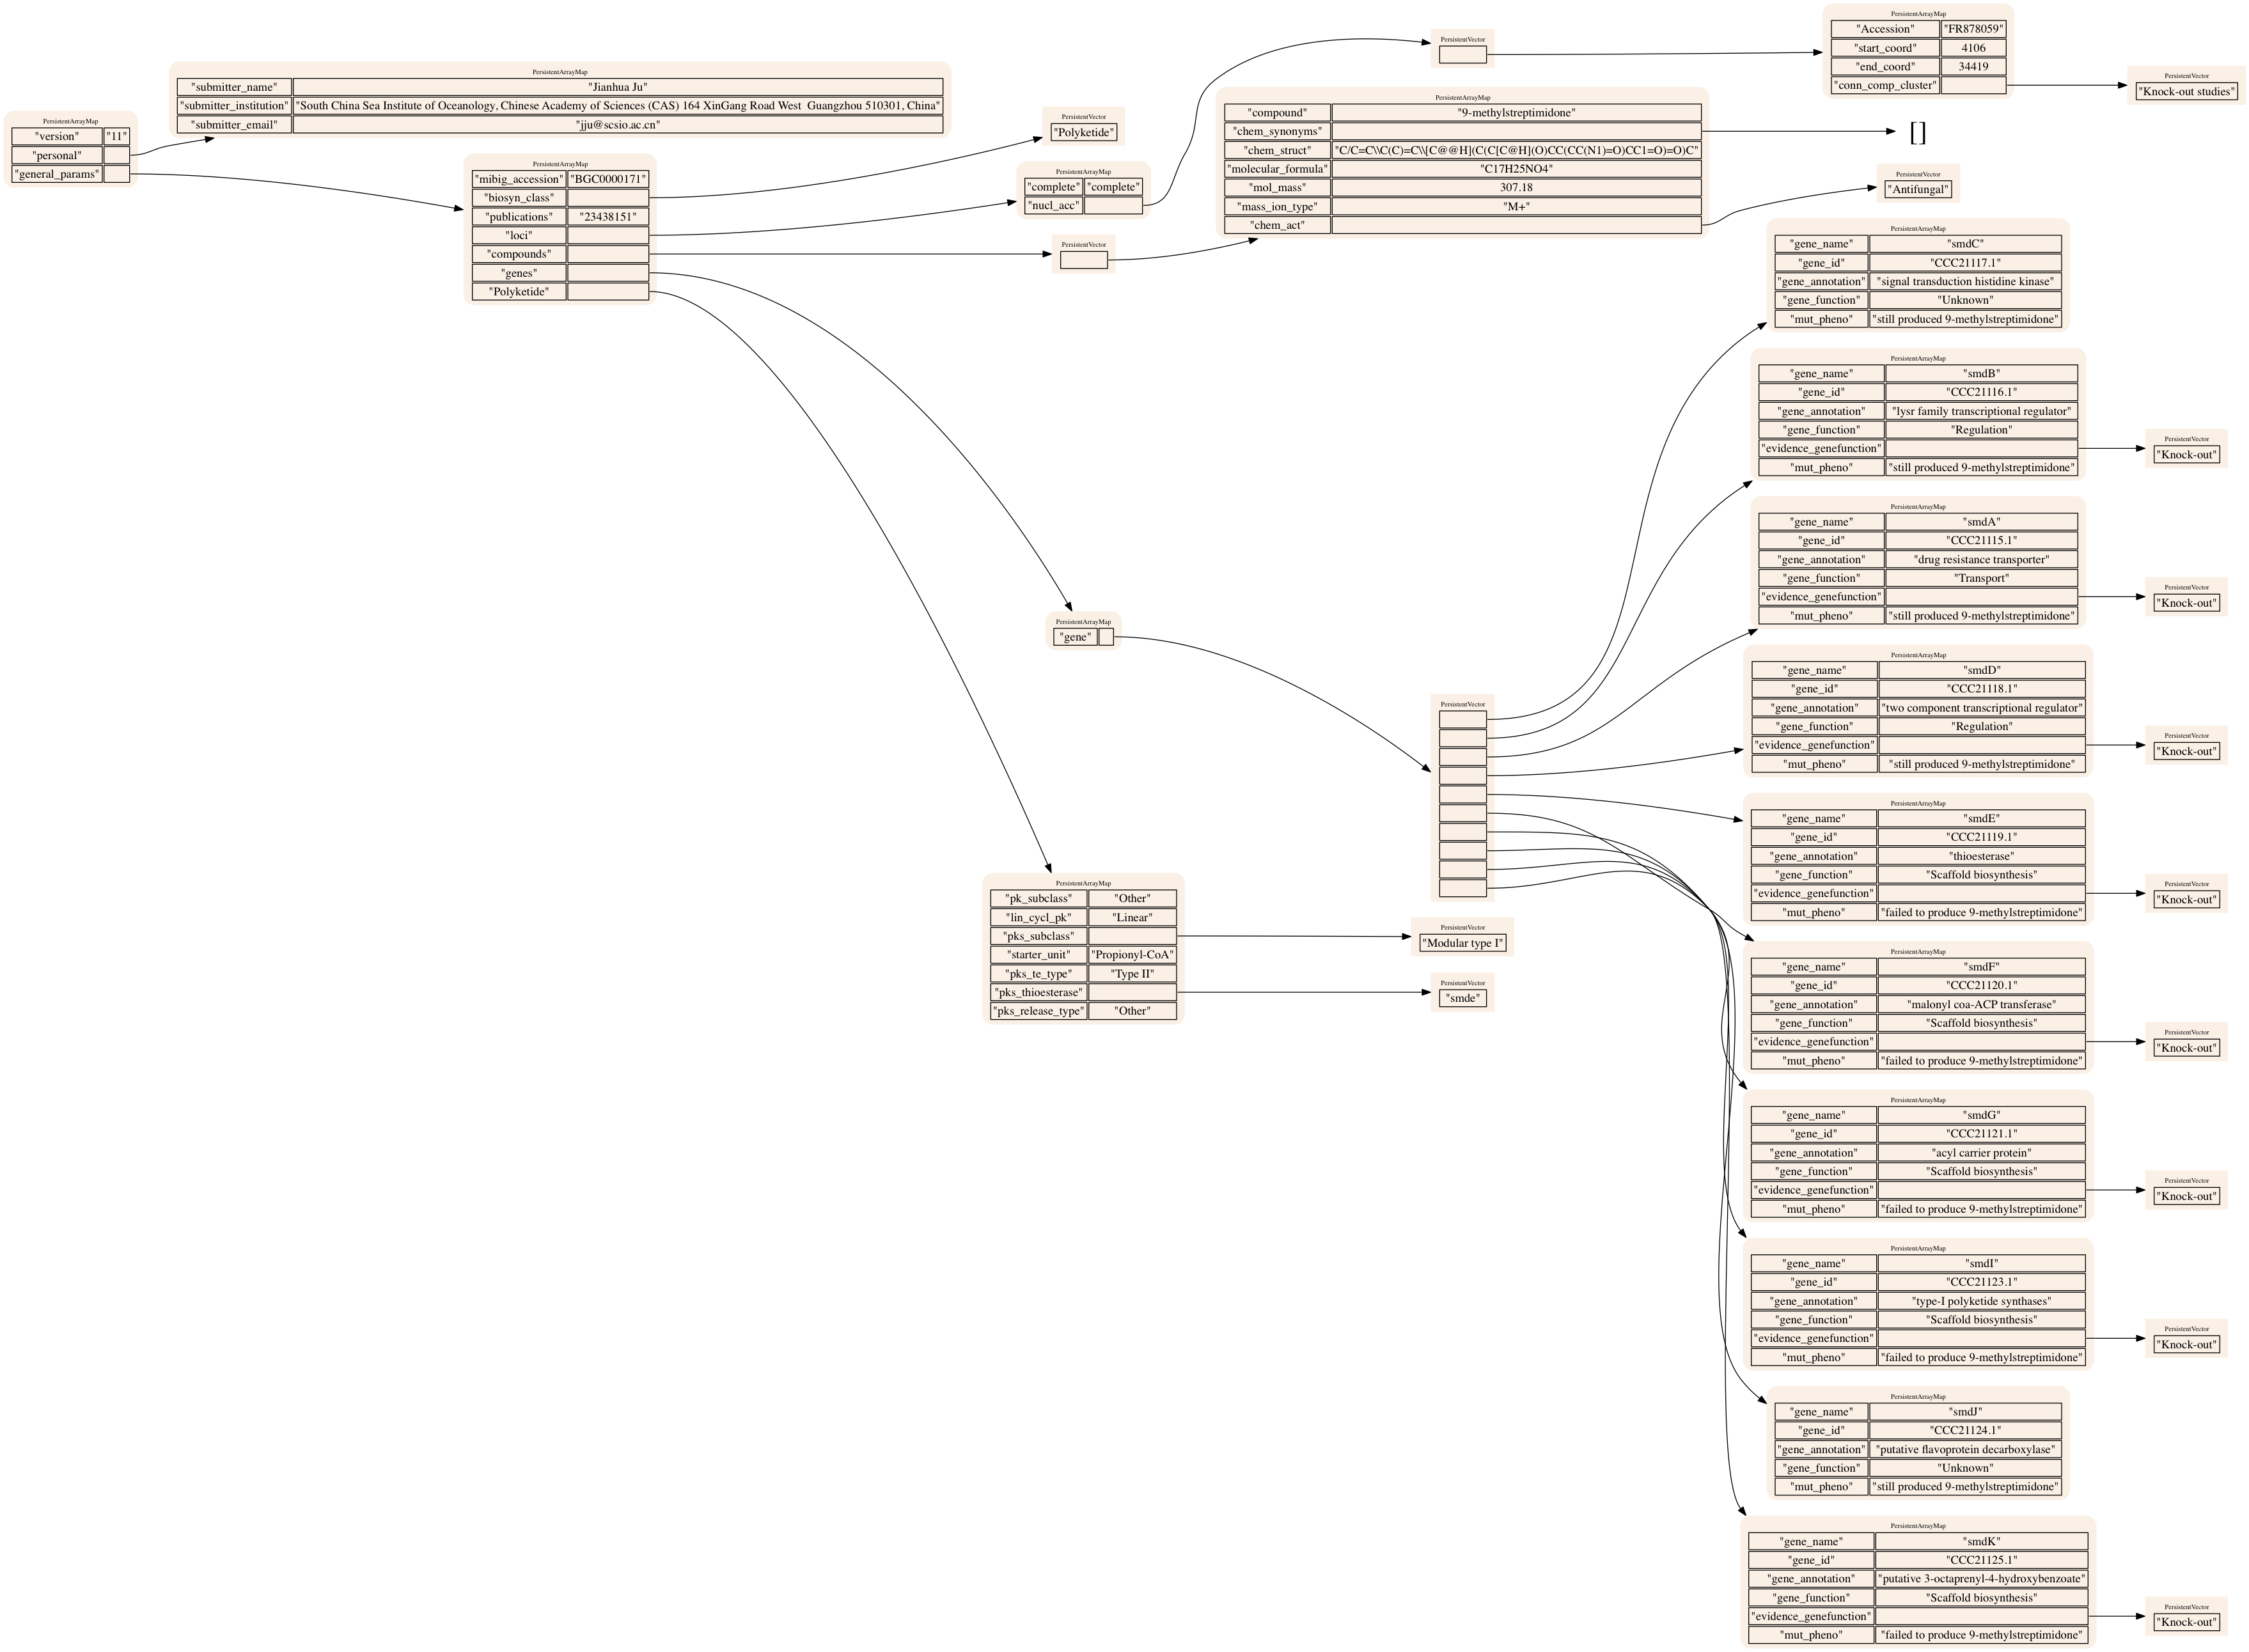 PersistentArrayMap
"version" "11"
"personal"
"general_params"
PersistentArrayMap
"submitter_name" "Jianhua Ju"
"submitter_institution" "South China Sea Institute of Oceanology, Chinese Academy of Sciences (CAS) 164 XinGang Road West  Guangzhou 510301, China"
"submitter_email" "jju@scsio.ac.cn"
PersistentArrayMap
"mibig_accession" "BGC0000171"
"biosyn_class"
"publications" "23438151"
"loci"
"compounds"
"genes"
"Polyketide"
PersistentVector
"Polyketide"
PersistentArrayMap
"complete" "complete"
"nucl_acc"
PersistentVector
PersistentVector
PersistentArrayMap
"Accession" "FR878059"
"start_coord" 4106
"end_coord" 34419
"conn_comp_cluster"
PersistentVector
"Knock-out studies"
PersistentArrayMap
"compound" "9-methylstreptimidone"
"chem_synonyms"
"chem_struct" "C/C=C\\C(C)=C\\[C@@H](C(C[C@H](O)CC(CC(N1)=O)CC1=O)=O)C"
"molecular_formula" "C17H25NO4"
"mol_mass" 307.18
"mass_ion_type" "M+"
"chem_act"
[]
PersistentVector
"Antifungal"
PersistentArrayMap
"gene"
PersistentVector
PersistentArrayMap
"gene_name" "smdC"
"gene_id" "CCC21117.1"
"gene_annotation" "signal transduction histidine kinase"
"gene_function" "Unknown"
"mut_pheno" "still produced 9-methylstreptimidone"
PersistentArrayMap
"gene_name" "smdB"
"gene_id" "CCC21116.1"
"gene_annotation" "lysr family transcriptional regulator"
"gene_function" "Regulation"
"evidence_genefunction"
"mut_pheno" "still produced 9-methylstreptimidone"
PersistentVector
"Knock-out"
PersistentArrayMap
"gene_name" "smdA"
"gene_id" "CCC21115.1"
"gene_annotation" "drug resistance transporter"
"gene_function" "Transport"
"evidence_genefunction"
"mut_pheno" "still produced 9-methylstreptimidone"
PersistentVector
"Knock-out"
PersistentArrayMap
"gene_name" "smdD"
"gene_id" "CCC21118.1"
"gene_annotation" "two component transcriptional regulator"
"gene_function" "Regulation"
"evidence_genefunction"
"mut_pheno" "still produced 9-methylstreptimidone"
PersistentVector
"Knock-out"
PersistentArrayMap
"gene_name" "smdE"
"gene_id" "CCC21119.1"
"gene_annotation" "thioesterase"
"gene_function" "Scaffold biosynthesis"
"evidence_genefunction"
"mut_pheno" "failed to produce 9-methylstreptimidone"
PersistentVector
"Knock-out"
PersistentArrayMap
"pk_subclass" "Other"
"lin_cycl_pk" "Linear"
"pks_subclass"
"starter_unit" "Propionyl-CoA"
"pks_te_type" "Type II"
"pks_thioesterase"
"pks_release_type" "Other"
PersistentVector
"Modular type I"
PersistentVector
"smde"
PersistentArrayMap
"gene_name" "smdF"
"gene_id" "CCC21120.1"
"gene_annotation" "malonyl coa-ACP transferase"
"gene_function" "Scaffold biosynthesis"
"evidence_genefunction"
"mut_pheno" "failed to produce 9-methylstreptimidone"
PersistentVector
"Knock-out"
PersistentArrayMap
"gene_name" "smdG"
"gene_id" "CCC21121.1"
"gene_annotation" "acyl carrier protein"
"gene_function" "Scaffold biosynthesis"
"evidence_genefunction"
"mut_pheno" "failed to produce 9-methylstreptimidone"
PersistentVector
"Knock-out"
PersistentArrayMap
"gene_name" "smdI"
"gene_id" "CCC21123.1"
"gene_annotation" "type-I polyketide synthases"
"gene_function" "Scaffold biosynthesis"
"evidence_genefunction"
"mut_pheno" "failed to produce 9-methylstreptimidone"
PersistentVector
"Knock-out"
PersistentArrayMap
"gene_name" "smdJ"
"gene_id" "CCC21124.1"
"gene_annotation" "putative flavoprotein decarboxylase"
"gene_function" "Unknown"
"mut_pheno" "still produced 9-methylstreptimidone"
PersistentArrayMap
"gene_name" "smdK"
"gene_id" "CCC21125.1"
"gene_annotation" "putative 3-octaprenyl-4-hydroxybenzoate"
"gene_function" "Scaffold biosynthesis"
"evidence_genefunction"
"mut_pheno" "failed to produce 9-methylstreptimidone"
PersistentVector
"Knock-out"